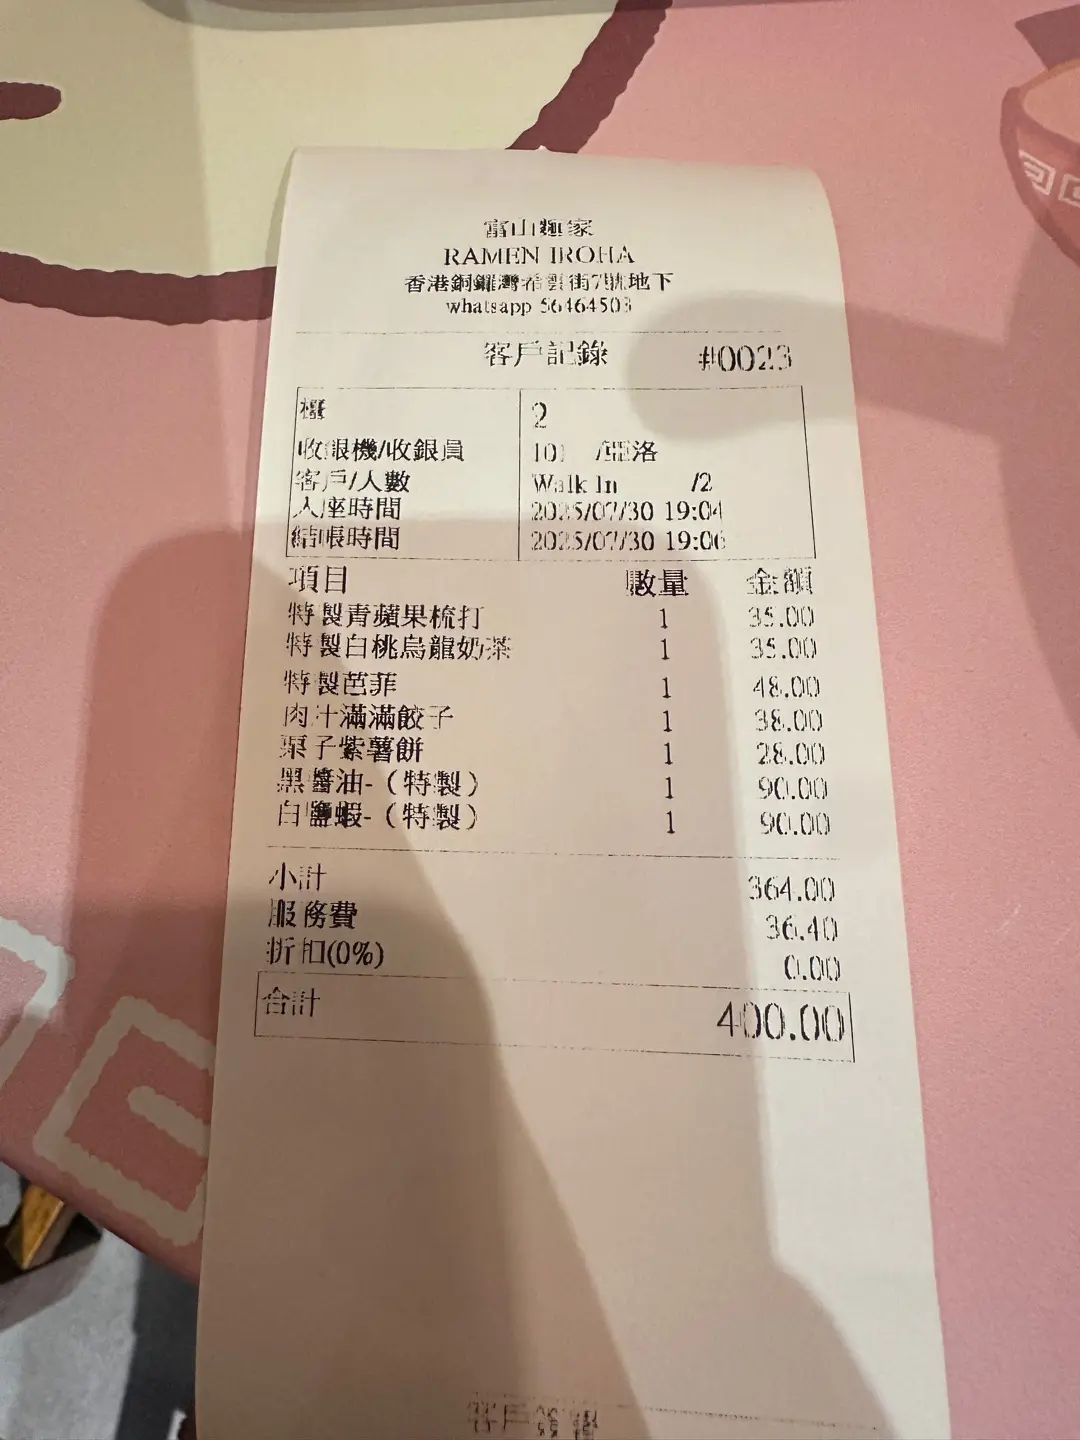 富山麵家
RAMEN IROHA
香港銅鑼灣希雲街7號地下
whatsapp 56464503
客戶記錄 #0023
檯 2
收銀機/收銀員 101 /亞洛
客戶/人數 Walk In /2
入座時間 2025/07/30 19:04
結帳時間 2025/07/30 19:06
項目 數量 金額
特製青蘋果梳打 1 35.00
特製白桃烏龍奶茶 1 35.00
特製芭菲 1 48.00
肉汁滿滿餃子 1 38.00
栗子紫薯餅 1 28.00
黑醬油-（特製） 1 90.00
白鹽蝦-（特製） 1 90.00
小計 364.00
服務費 36.40
折扣(0%) 0.00
合計 400.00
客戶